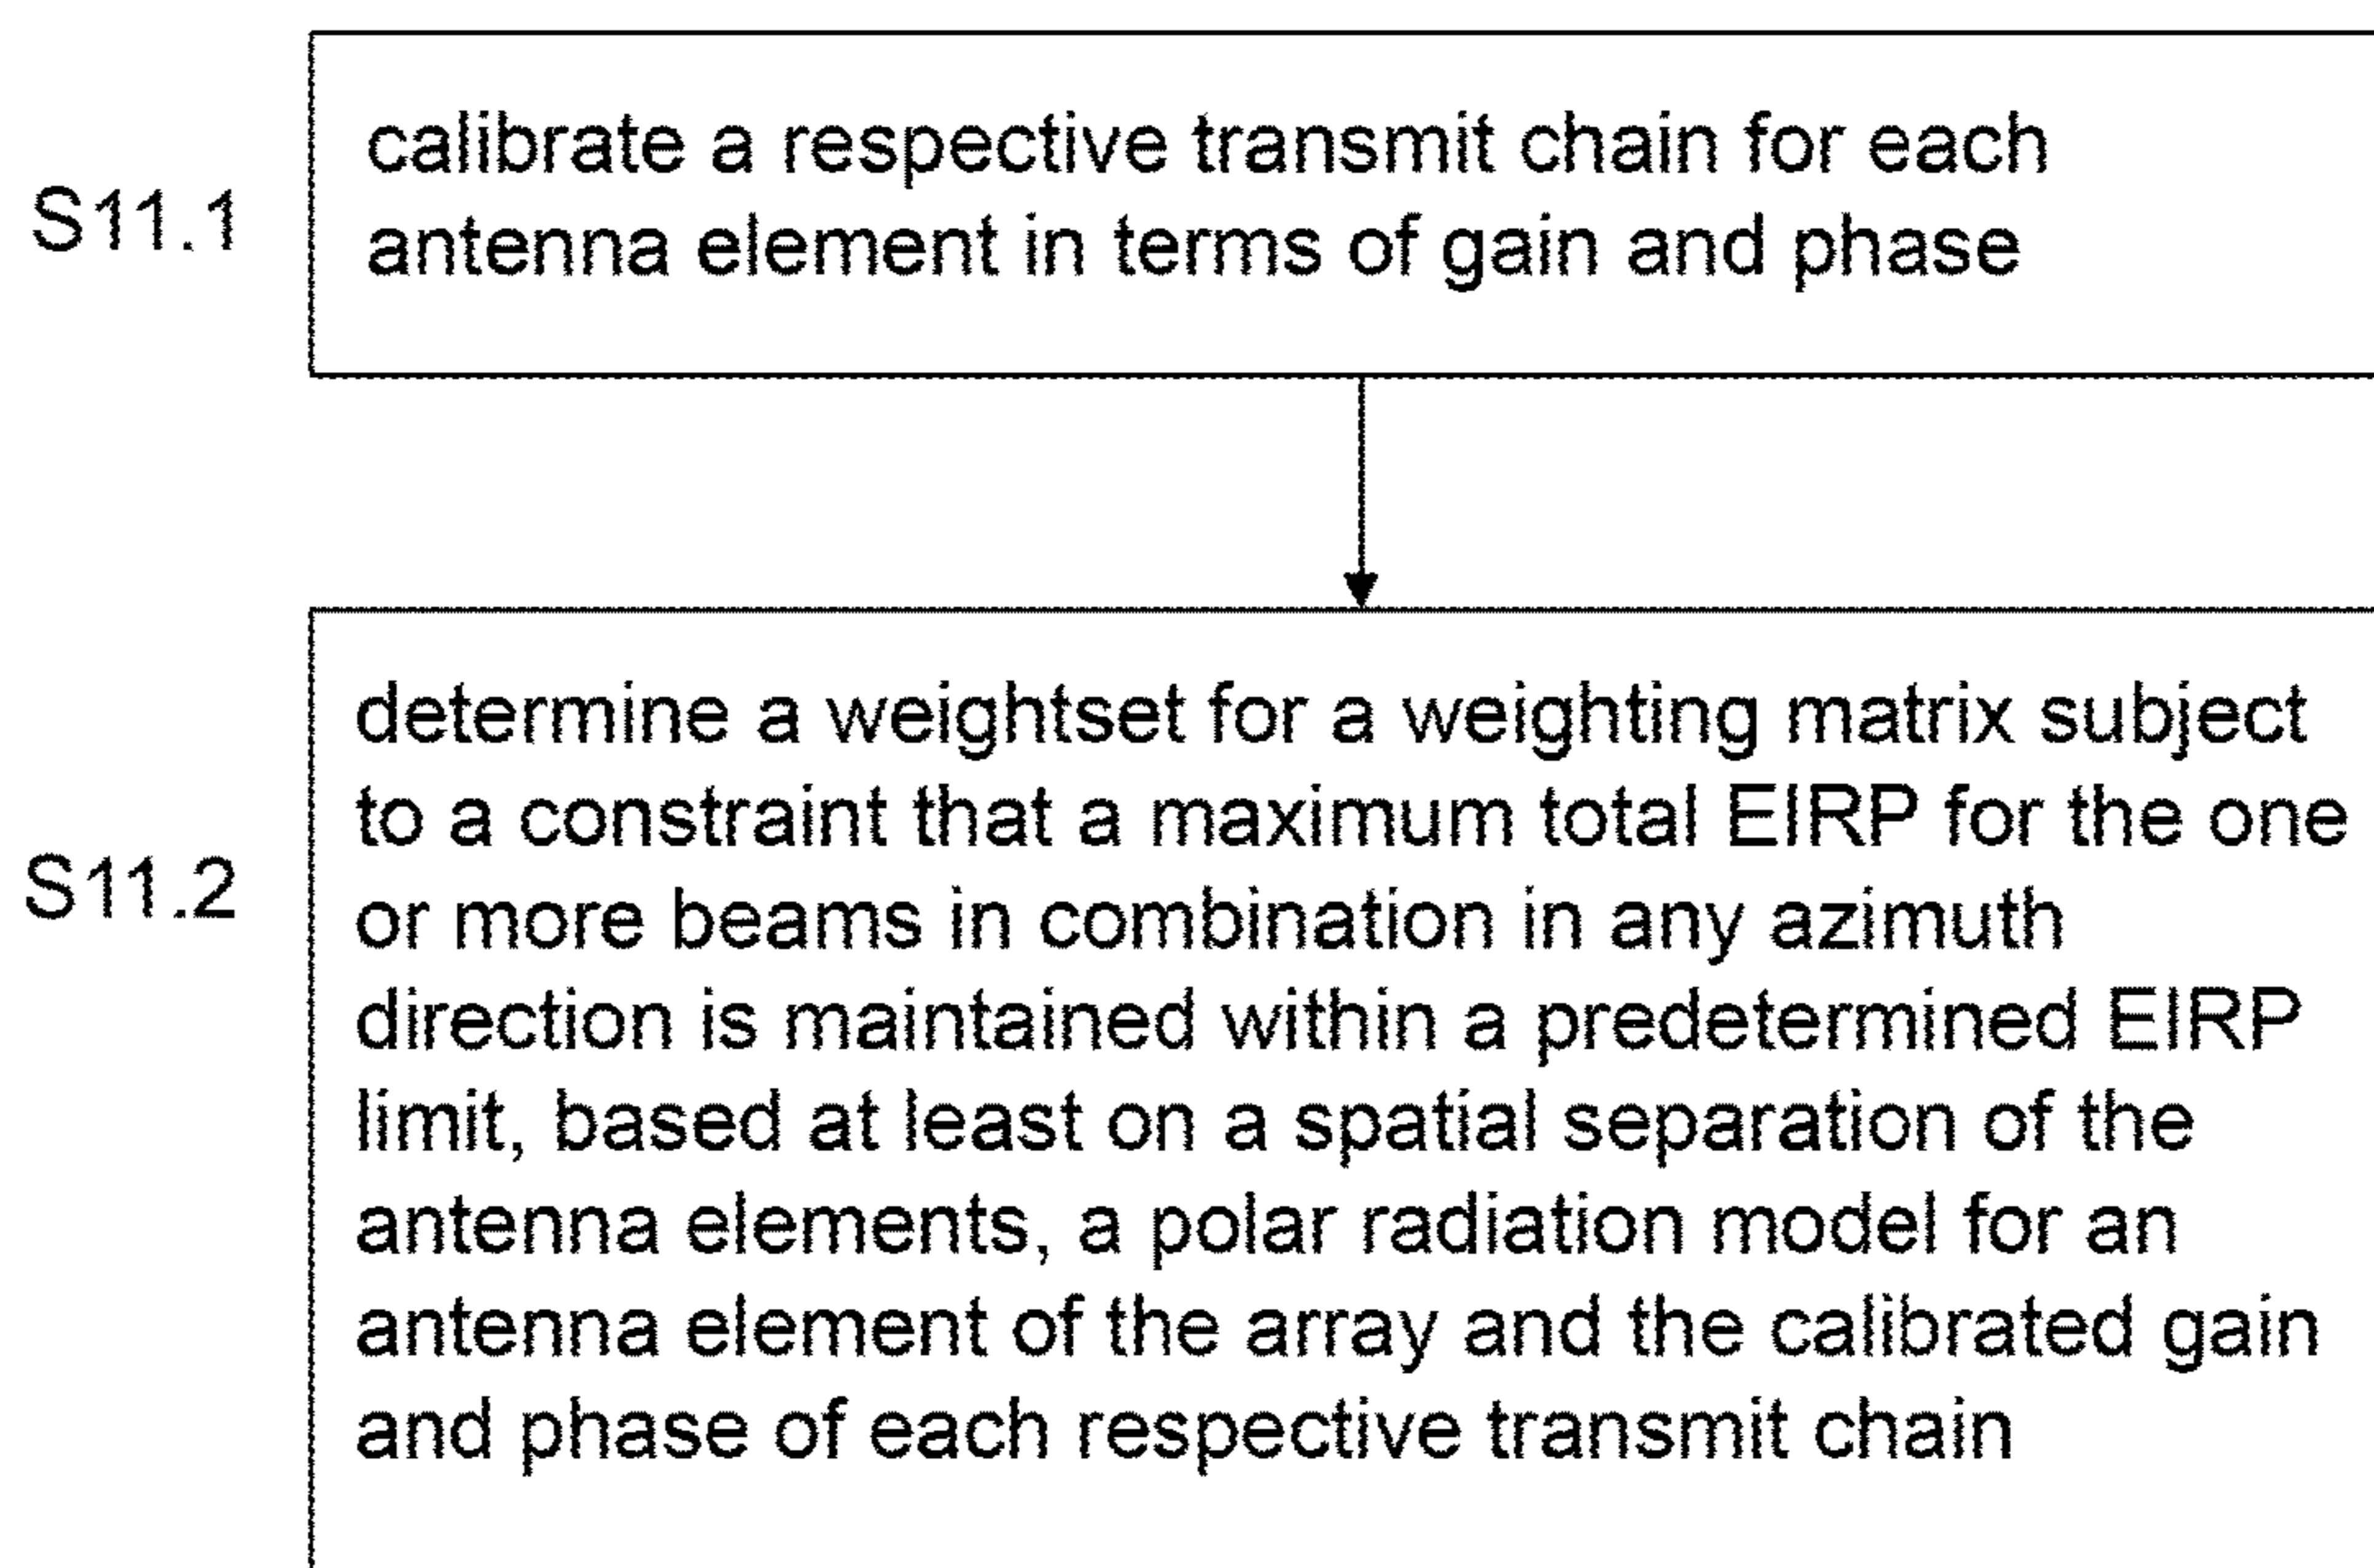 S11.1
calibrate a respective transmit chain for each
antenna element in terms of gain and phase
S11.2
determine a weightset for a weighting matrix subject
to a constraint that a maximum total EIRP for the one
or more beams in combination in any azimuth
direction is maintained within a predetermined EIRP
limit, based at least on a spatial separation of the
antenna elements, a polar radiation model for an
antenna element of the array and the calibrated gain
and phase of each respective transmit chain